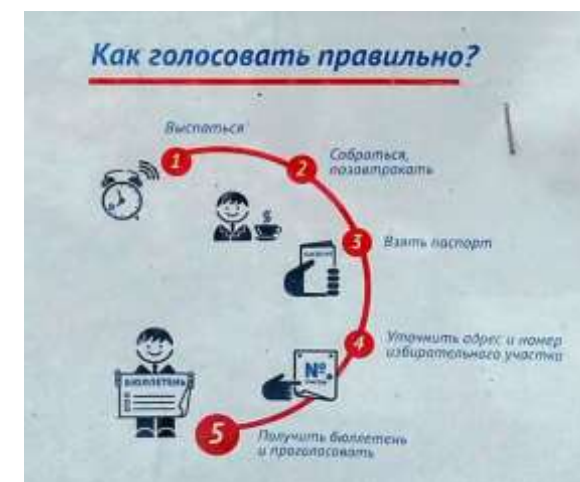 Как голосовать правильно?
Выспаться
1
2
Собраться,
позавтракать
3
Взять паспорт
4
Уточнить адрес и номер
избирательного участка
№
БЮЛЛЕТЕНЬ
5
Получить бюллетень
и проголосовать